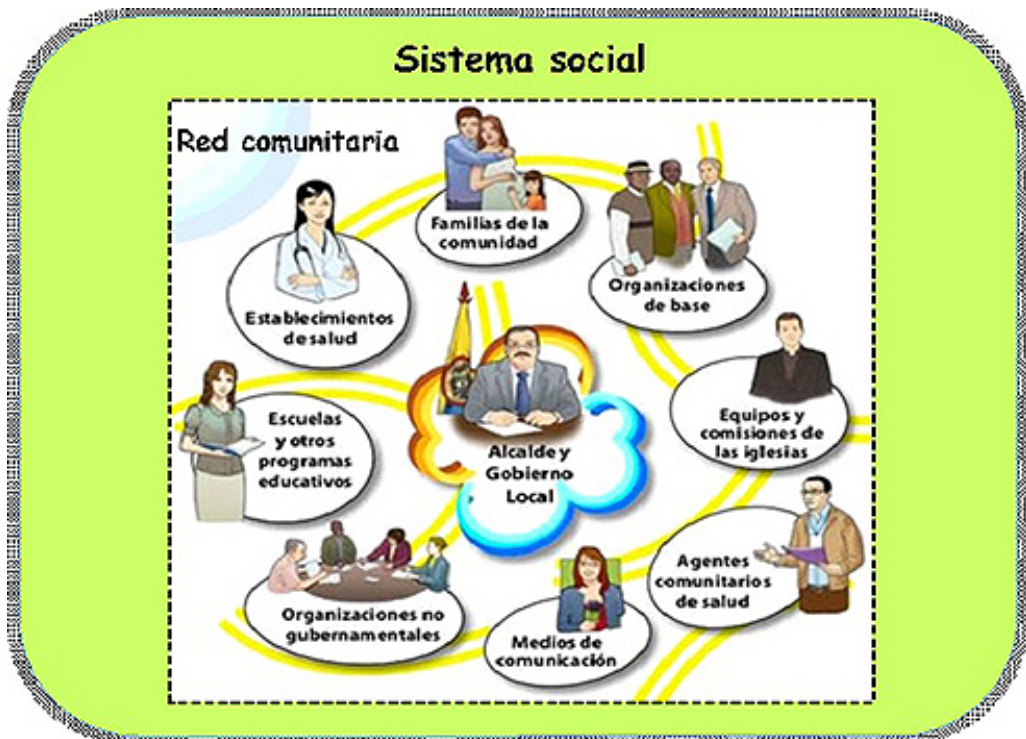 Sistema social
Red comunitaria
Familias de la
comunidad
Organizaciones
de base
Establecimientos
de salud
Equipos y
comisiones de
las iglesias
Escuelas
y otros
programas
educativos
Alcalde y
Gobierno
Local
Agentes
comunitarios
de salud
Organizaciones no
gubernamentales
Medios de
comunicación